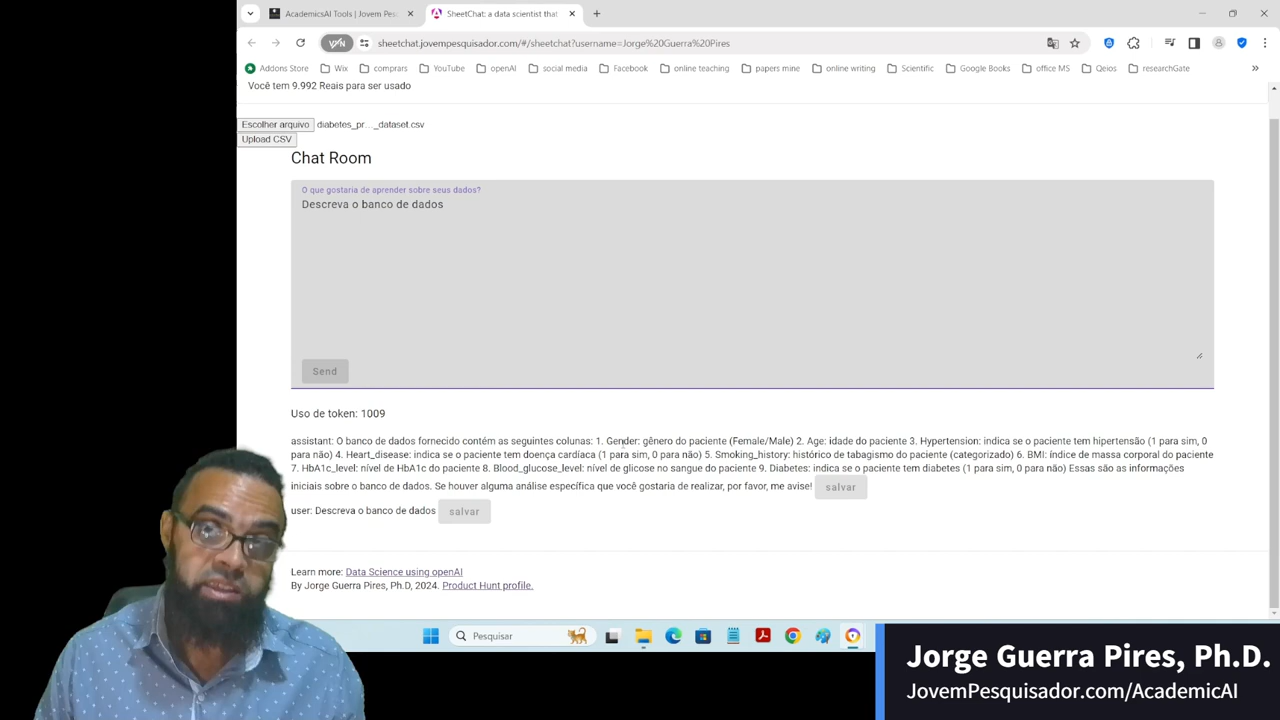 AcademicsAI Tools | Jovem Pes
SheetChat: a data scientist that
VPN
sheetchat.jovempesquisador.com/#/sheetchat?username=Jorge%20Guerra%20Pires
Addons Store Wix comprars YouTube openAI social media Facebook online teaching papers mine online writing Scientific Google Books office MS Qeios researchGate
Você tem 9.992 Reais para ser usado
Escolher arquivo diabetes_pr…_dataset.csv
Upload CSV
Chat Room
O que gostaria de aprender sobre seus dados?
Descreva o banco de dados
Send
Uso de token: 1009
assistant: O banco de dados fornecido contém as seguintes colunas: 1. Gender: gênero do paciente (Female/Male) 2. Age: idade do paciente 3. Hypertension: indica se o paciente tem hipertensão (1 para sim, 0
para não) 4. Heart_disease: indica se o paciente tem doença cardíaca (1 para sim, 0 para não) 5. Smoking_history: histórico de tabagismo do paciente (categorizado) 6. BMI: índice de massa corporal do paciente
7. HbA1c_level: nível de HbA1c do paciente 8. Blood_glucose_level: nível de glicose no sangue do paciente 9. Diabetes: indica se o paciente tem diabetes (1 para sim, 0 para não) Essas são as informações
iniciais sobre o banco de dados. Se houver alguma análise específica que você gostaria de realizar, por favor, me avise! salvar
user: Descreva o banco de dados salvar
Learn more: Data Science using openAI
By Jorge Guerra Pires, Ph.D, 2024. Product Hunt profile.
Pesquisar
Jorge Guerra Pires, Ph.D.
JovemPesquisador.com/AcademicAI